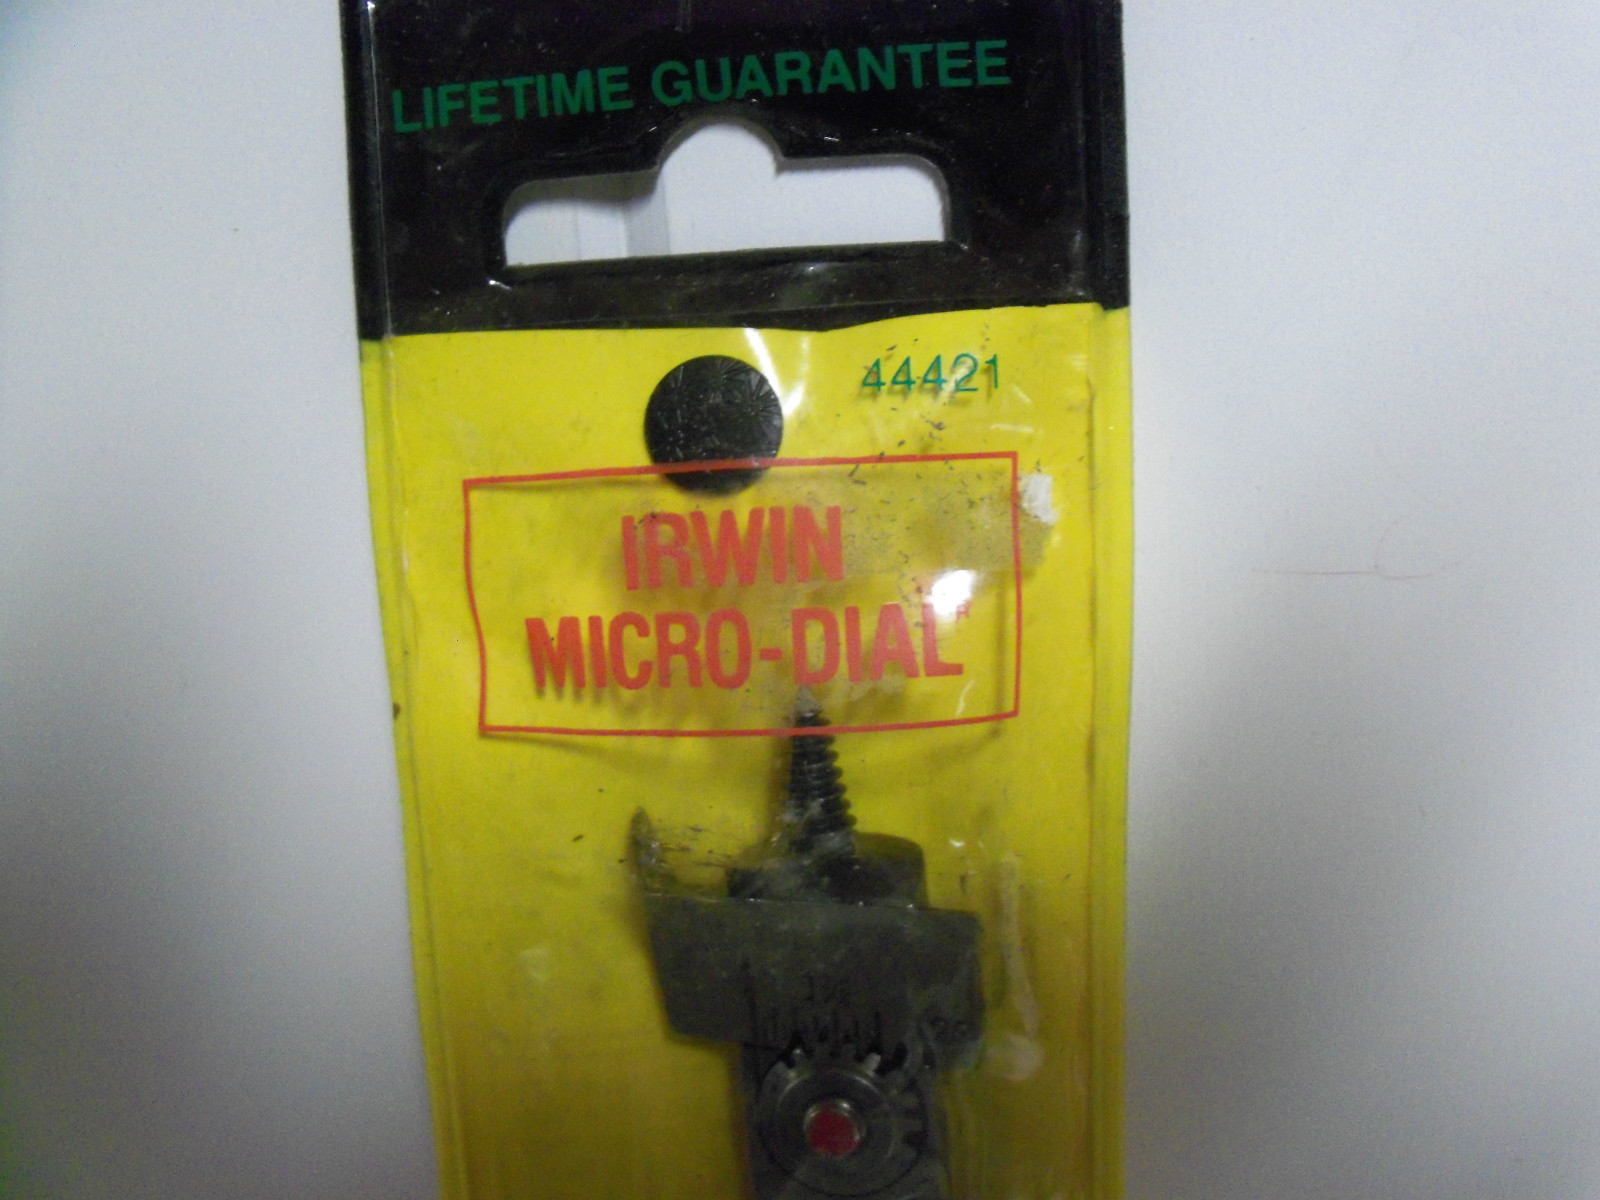 LIFETIME GUARANTEE
44421
IRWIN
MICRO-DIAL